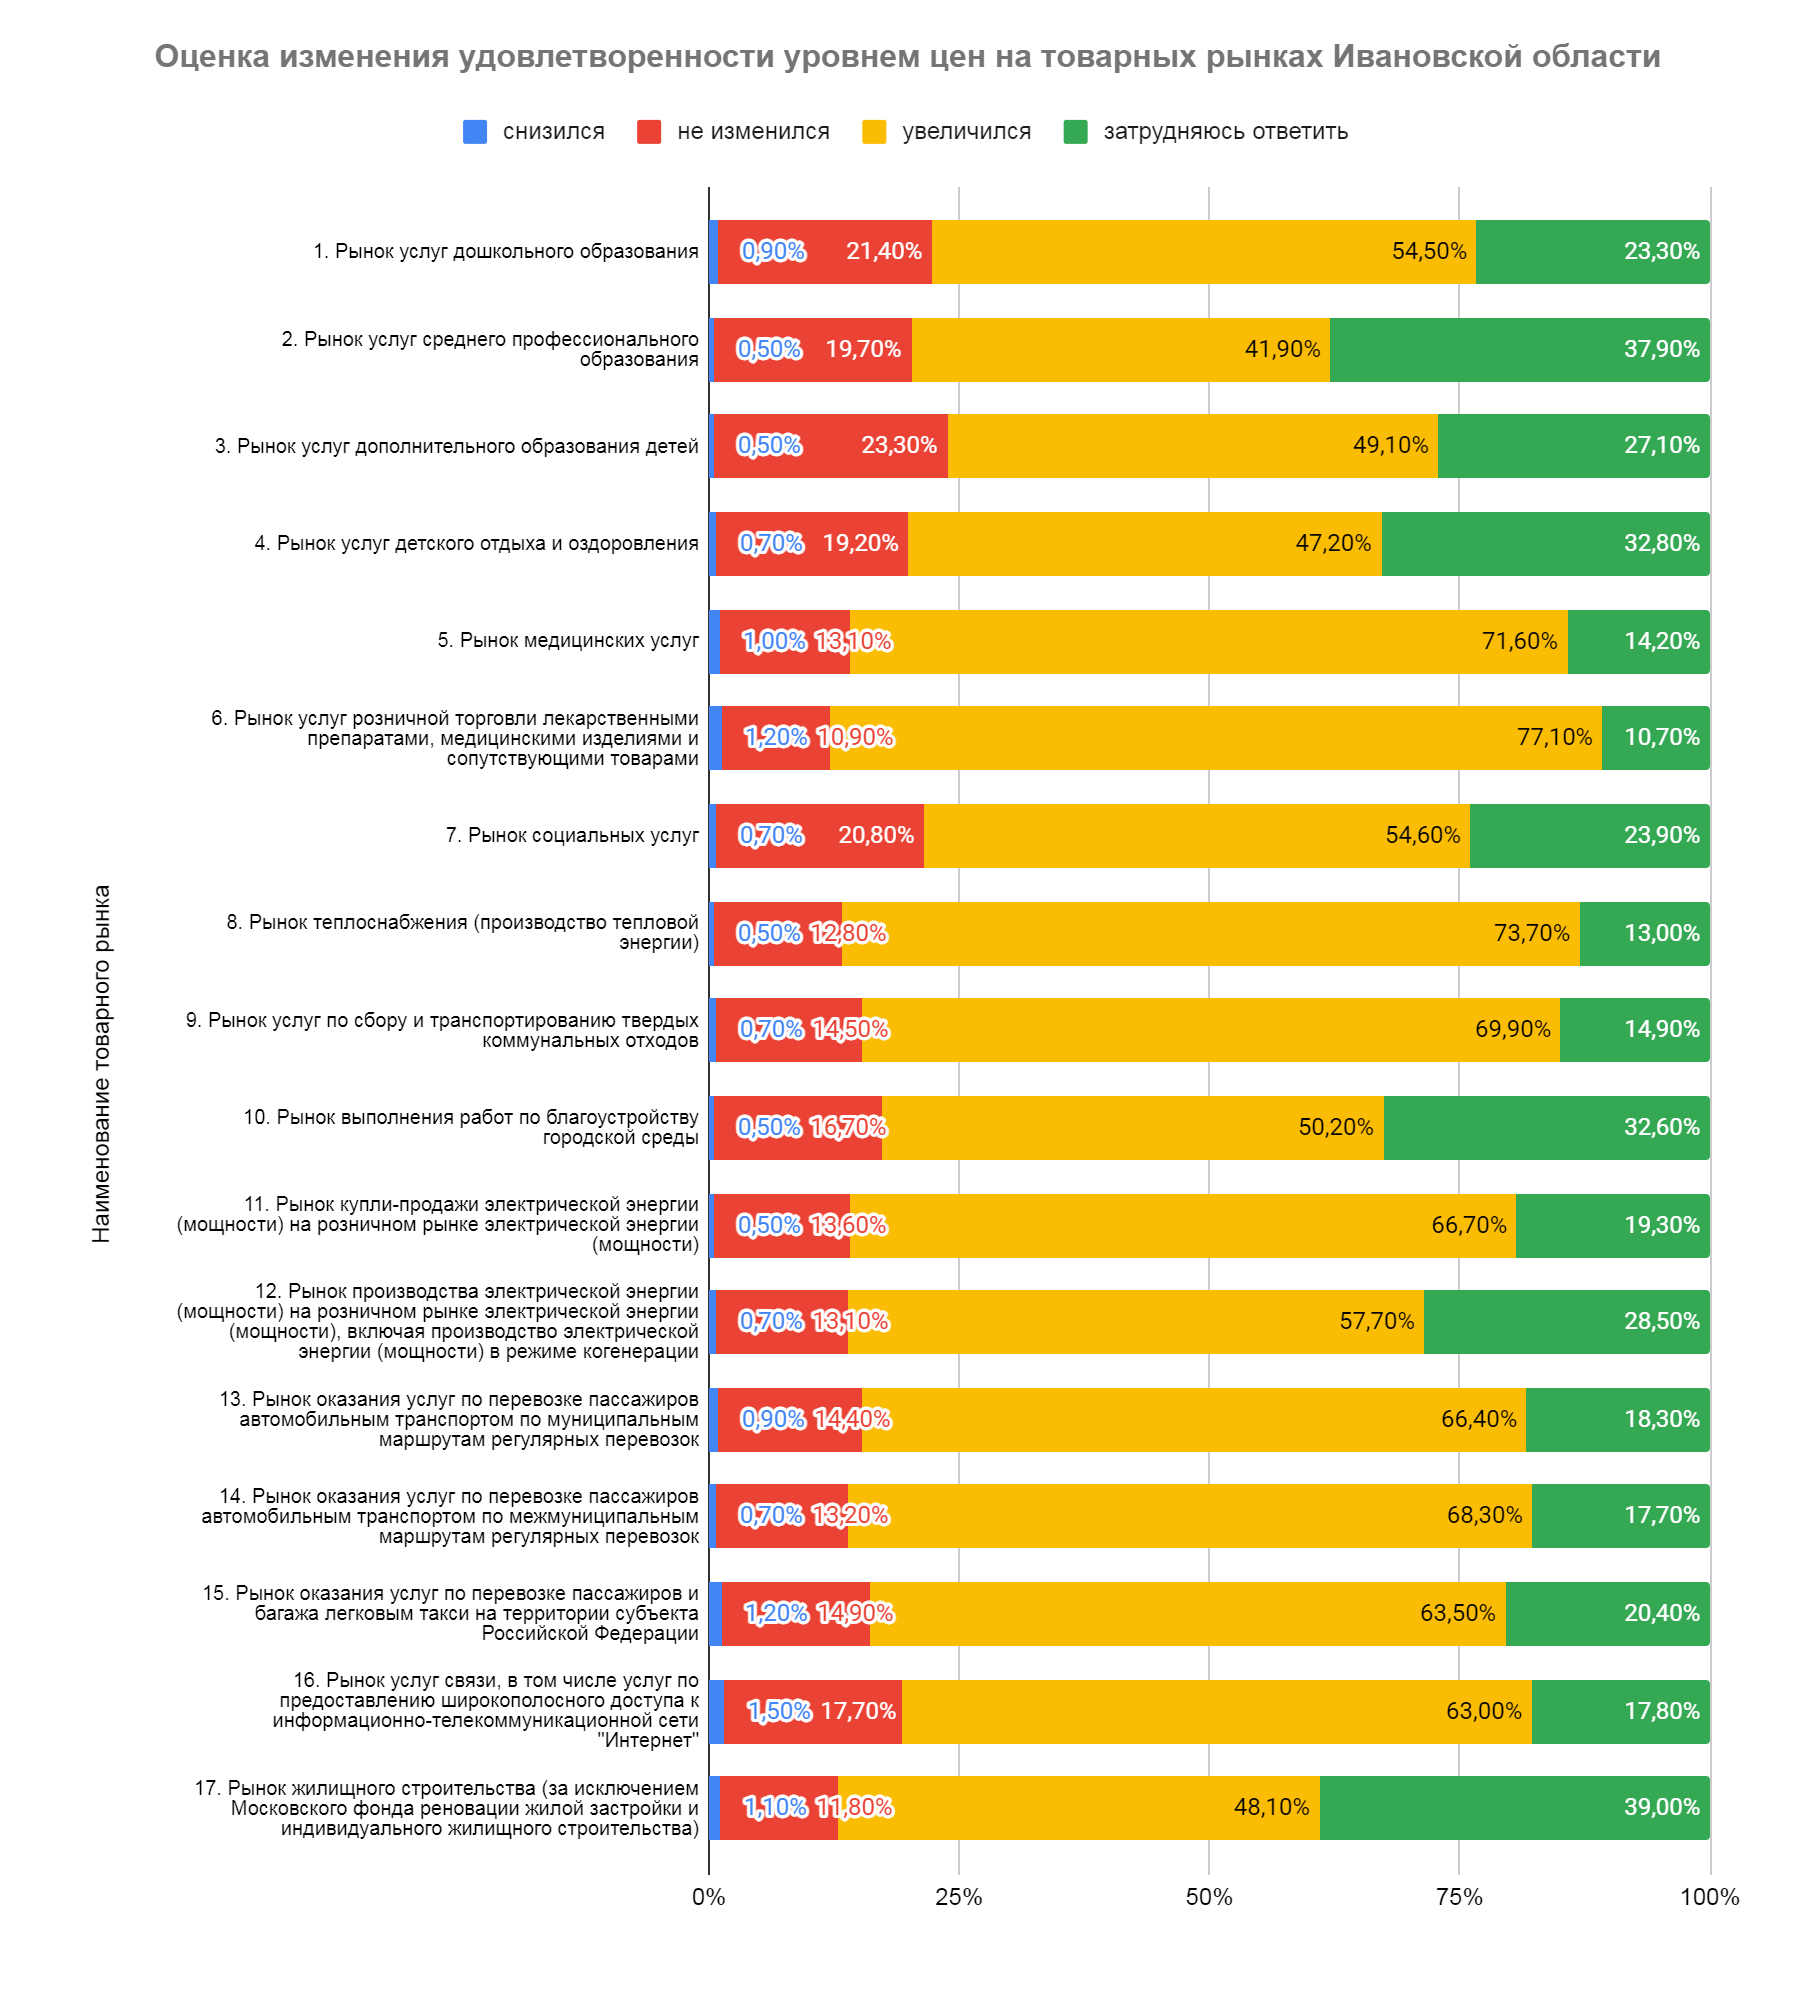 Оценка изменения удовлетворенности уровнем цен на товарных рынках Ивановской области
снизился не изменился увеличился затрудняюсь ответить
Наименование товарного рынка
1. Рынок услуг дошкольного образования
0,90% 21,40% 54,50% 23,30%
2. Рынок услуг среднего профессионального
образования
0,50% 19,70% 41,90% 37,90%
3. Рынок услуг дополнительного образования детей
0,50% 23,30% 49,10% 27,10%
4. Рынок услуг детского отдыха и оздоровления
0,70% 19,20% 47,20% 32,80%
5. Рынок медицинских услуг
1,00% 13,10% 71,60% 14,20%
6. Рынок услуг розничной торговли лекарственными
препаратами, медицинскими изделиями и
сопутствующими товарами
1,20% 10,90% 77,10% 10,70%
7. Рынок социальных услуг
0,70% 20,80% 54,60% 23,90%
8. Рынок теплоснабжения (производство тепловой
энергии)
0,50% 12,80% 73,70% 13,00%
9. Рынок услуг по сбору и транспортированию твердых
коммунальных отходов
0,70% 14,50% 69,90% 14,90%
10. Рынок выполнения работ по благоустройству
городской среды
0,50% 16,70% 50,20% 32,60%
11. Рынок купли-продажи электрической энергии
(мощности) на розничном рынке электрической энергии
(мощности)
0,50% 13,60% 66,70% 19,30%
12. Рынок производства электрической энергии
(мощности) на розничном рынке электрической энергии
(мощности), включая производство электрической
энергии (мощности) в режиме когенерации
0,70% 13,10% 57,70% 28,50%
13. Рынок оказания услуг по перевозке пассажиров
автомобильным транспортом по муниципальным
маршрутам регулярных перевозок
0,90% 14,40% 66,40% 18,30%
14. Рынок оказания услуг по перевозке пассажиров
автомобильным транспортом по межмуниципальным
маршрутам регулярных перевозок
0,70% 13,20% 68,30% 17,70%
15. Рынок оказания услуг по перевозке пассажиров и
багажа легковым такси на территории субъекта
Российской Федерации
1,20% 14,90% 63,50% 20,40%
16. Рынок услуг связи, в том числе услуг по
предоставлению широкополосного доступа к
информационно-телекоммуникационной сети
"Интернет"
1,50% 17,70% 63,00% 17,80%
17. Рынок жилищного строительства (за исключением
Московского фонда реновации жилой застройки и
индивидуального жилищного строительства)
1,10% 11,80% 48,10% 39,00%
0% 25% 50% 75% 100%